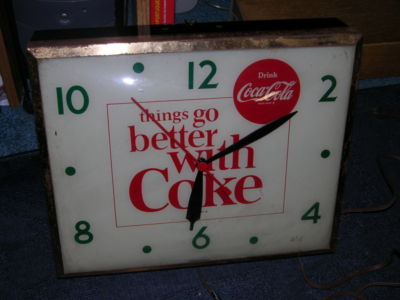 12
10
2
Drink
Coca-Cola
things go
better
with
Coke
8
4
6